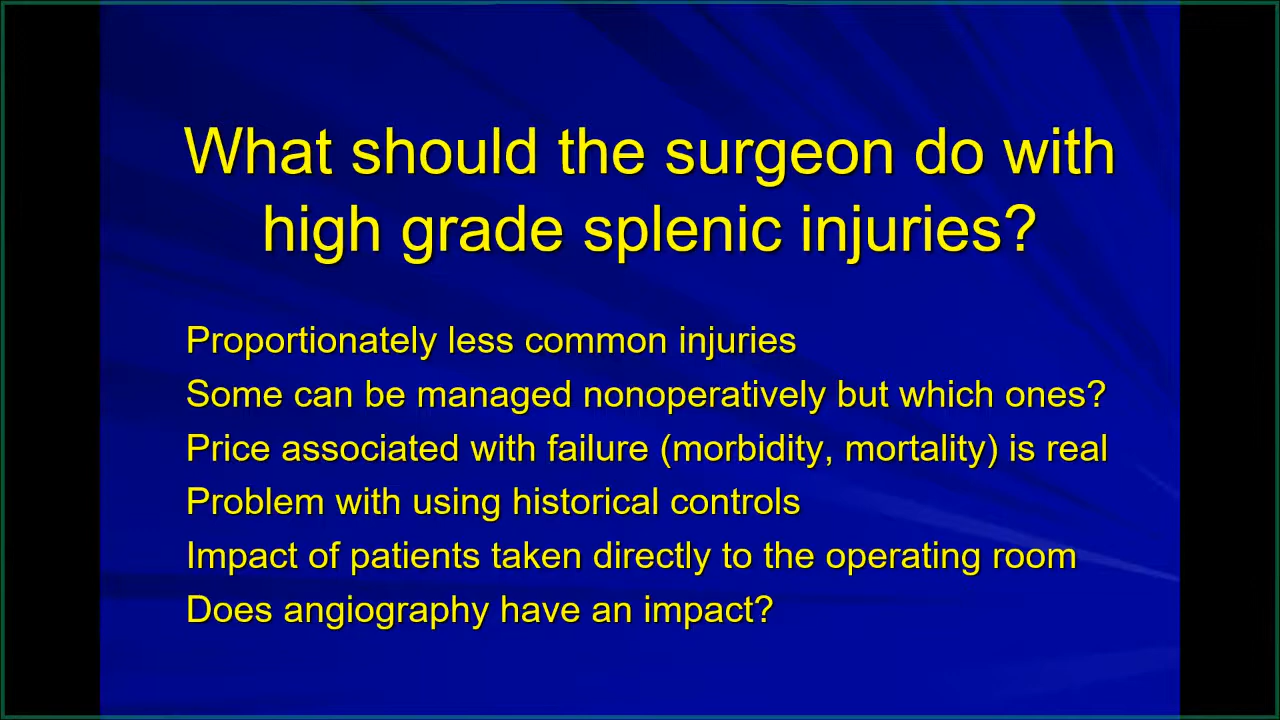 What should the surgeon do with
high grade splenic injuries?
Proportionately less common injuries
Some can be managed nonoperatively but which ones?
Price associated with failure (morbidity, mortality) is real
Problem with using historical controls
Impact of patients taken directly to the operating room
Does angiography have an impact?